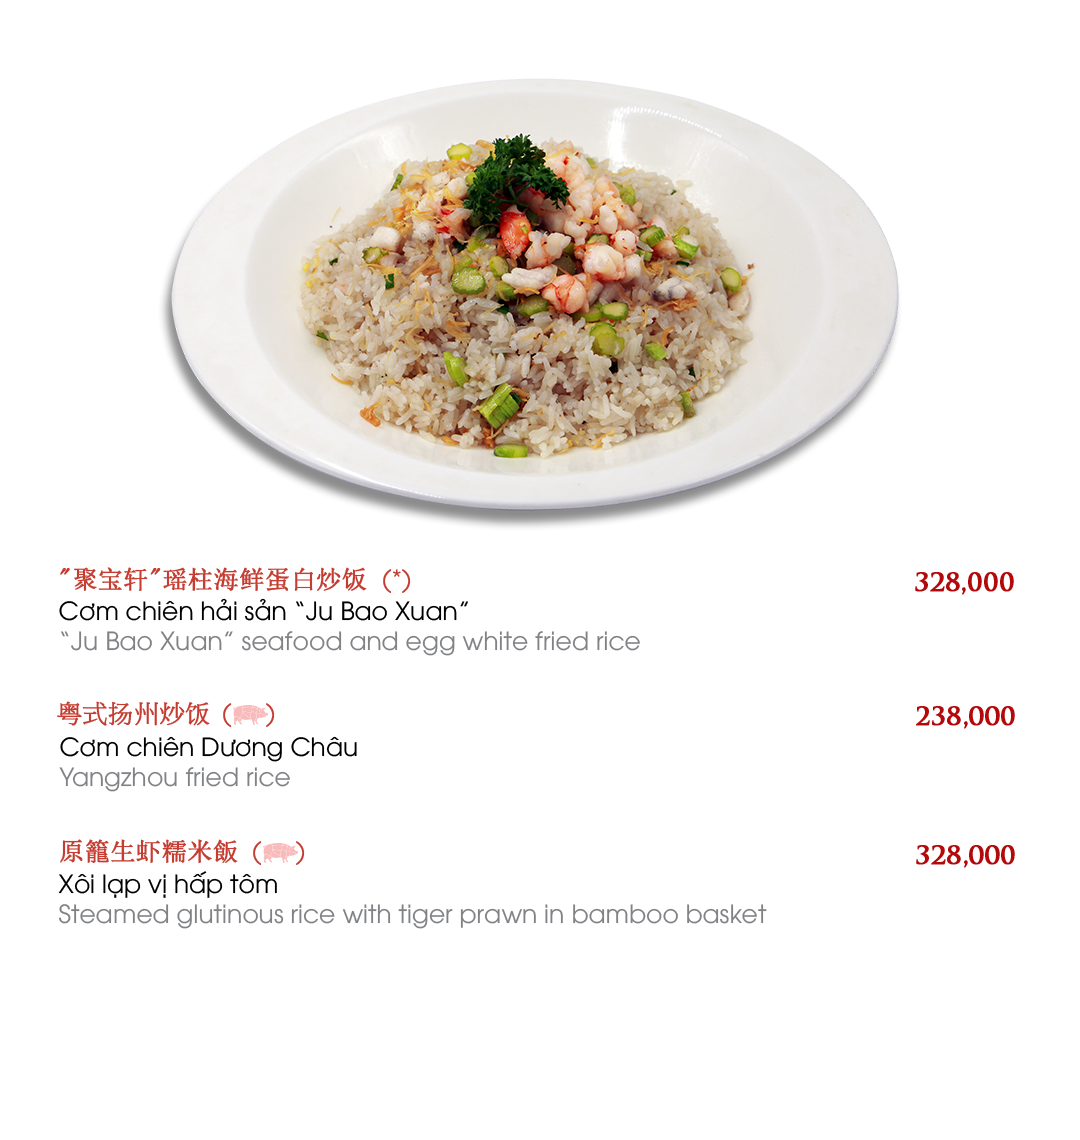 "聚宝轩"瑶柱海鲜蛋白炒饭 (*) 328,000
Cơm chiên hải sản “Ju Bao Xuan”
“Ju Bao Xuan” seafood and egg white fried rice
粤式扬州炒饭 ( ) 238,000
Cơm chiên Dương Châu
Yangzhou fried rice
原籠生虾糯米飯 ( ) 328,000
Xôi lạp vị hấp tôm
Steamed glutinous rice with tiger prawn in bamboo basket